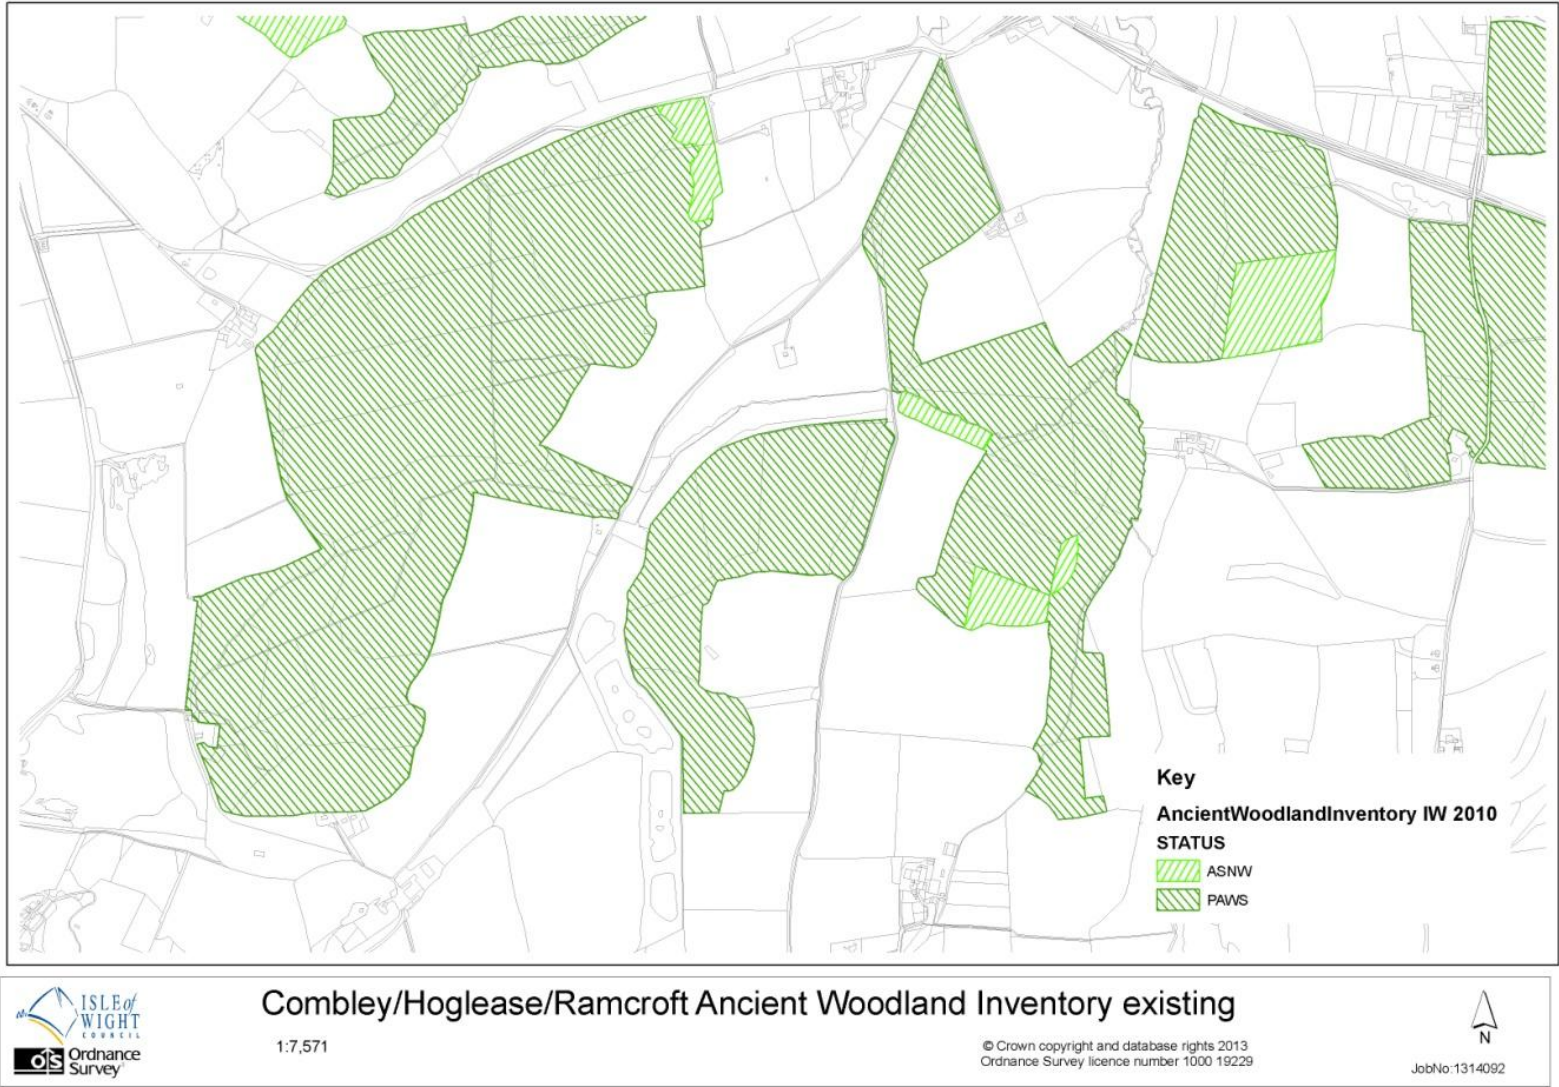 Key
AncientWoodlandInventory IW 2010
STATUS
ASNW
PAWS
ISLE of
WIGHT
COUNCIL
OS Ordnance
Survey
Combley/Hoglease/Ramcroft Ancient Woodland Inventory existing
1:7,571
© Crown copyright and database rights 2013
Ordnance Survey licence number 1000 19229
N
JobNo:1314092